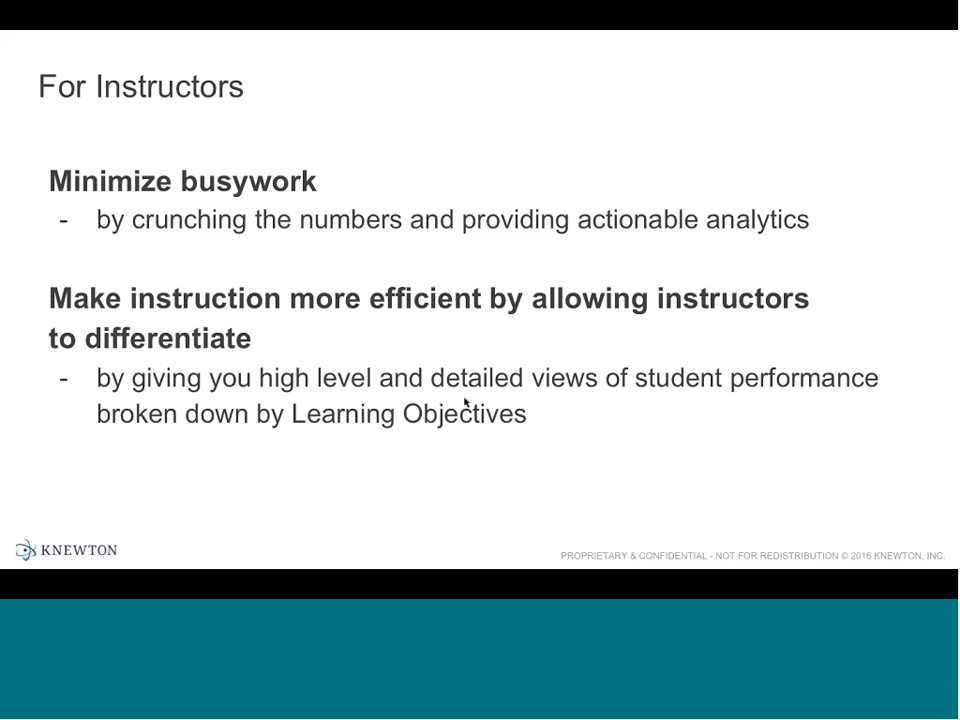 For Instructors
Minimize busywork
- by crunching the numbers and providing actionable analytics
Make instruction more efficient by allowing instructors
to differentiate
- by giving you high level and detailed views of student performance
broken down by Learning Objectives
KNEWTON
PROPRIETARY & CONFIDENTIAL - NOT FOR REDISTRIBUTION © 2016 KNEWTON, INC.